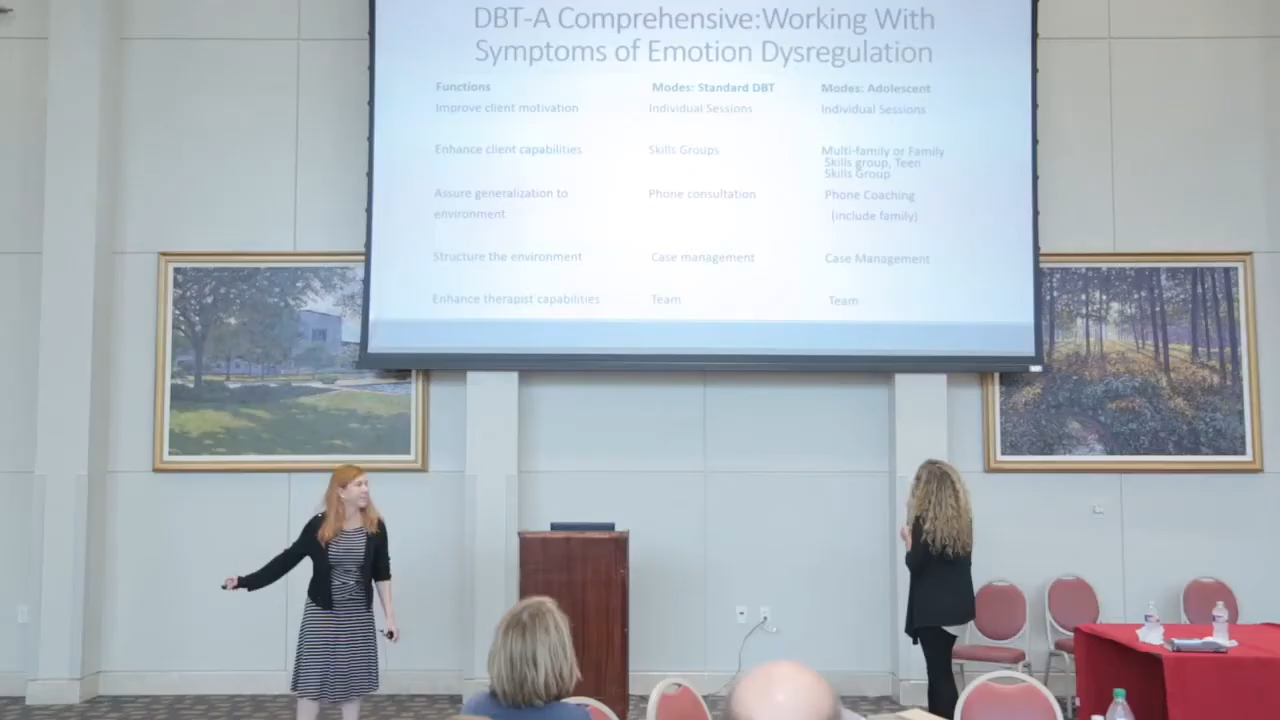 DBT-A Comprehensive:Working With
Symptoms of Emotion Dysregulation
Functions Modes: Standard DBT Modes: Adolescent
Improve client motivation Individual Sessions Individual Sessions
Enhance client capabilities Skills Groups Multi-family or Family
Skills group, Teen
Skills Group
Assure generalization to Phone consultation Phone Coaching
environment (include family)
Structure the environment Case management Case Management
Enhance therapist capabilities Team Team